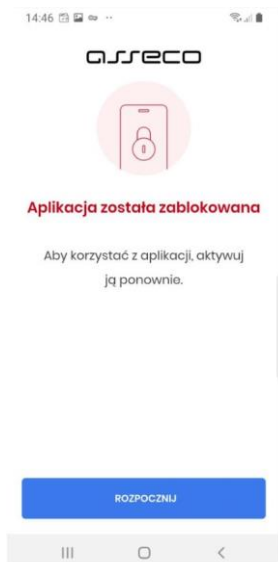 14:46
asseco
Aplikacja została zablokowana
Aby korzystać z aplikacji, aktywuj
ją ponownie.
ROZPOCZNIJ